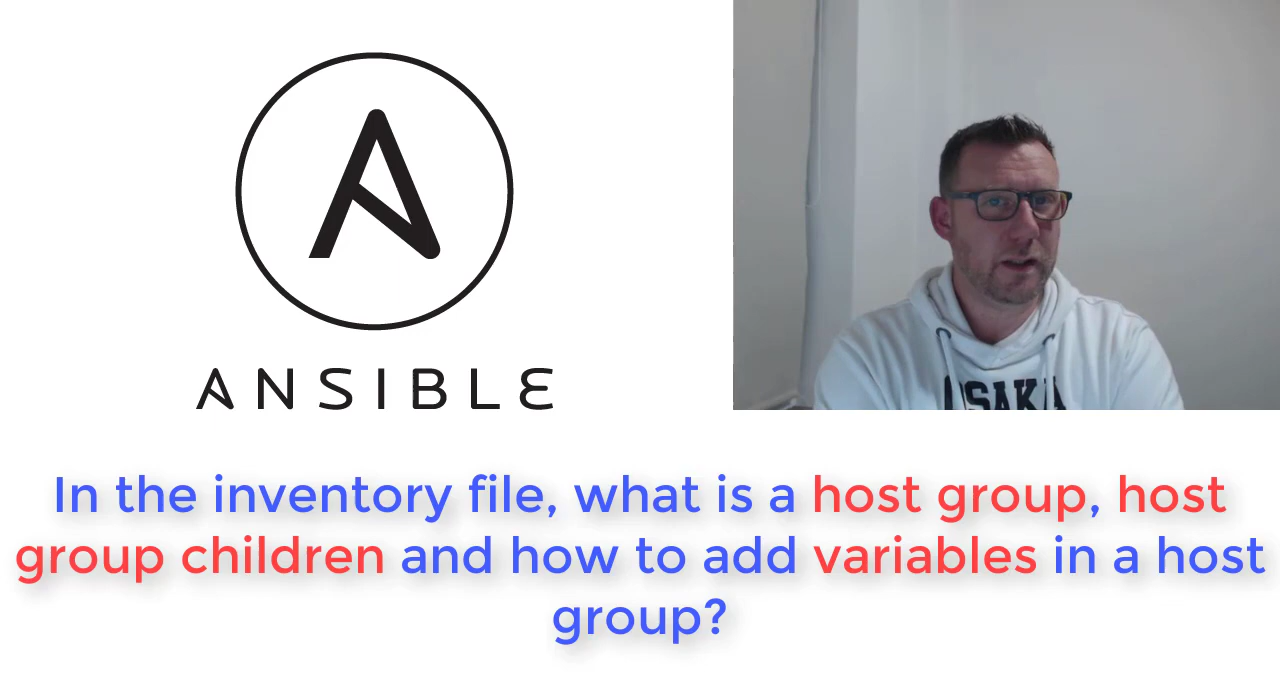 ANSIBLE
OSAKA
In the inventory file, what is a host group, host
group children and how to add variables in a host
group?